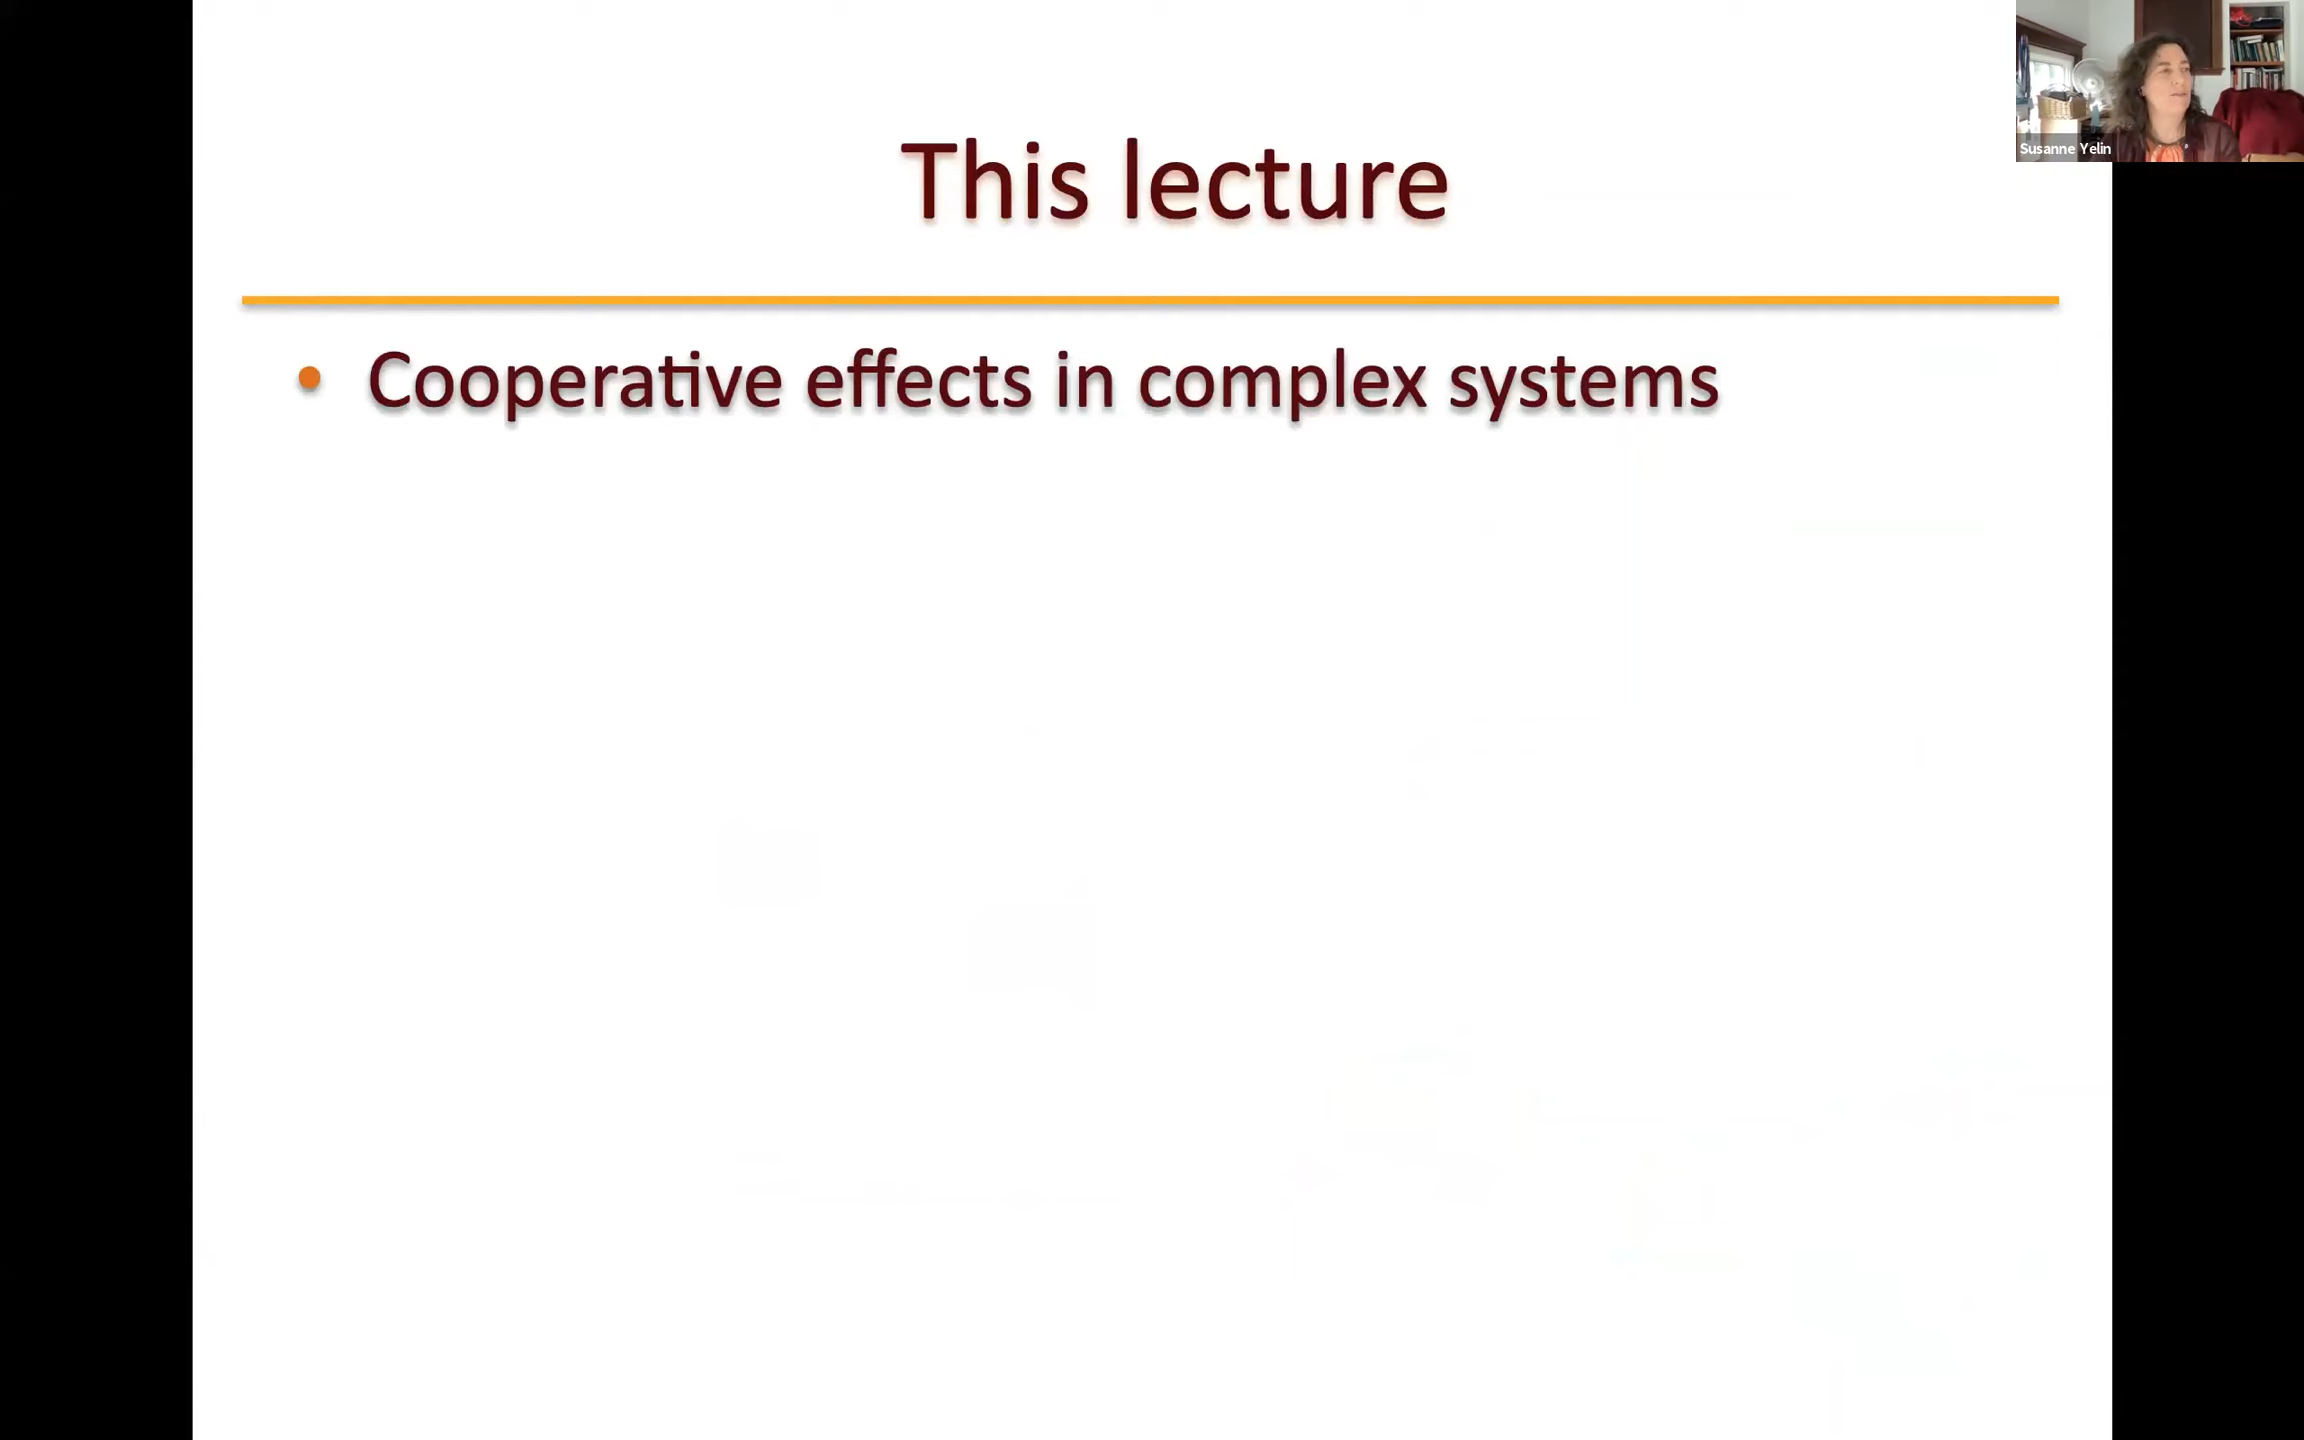 This lecture
Susanne Yelin
• Cooperative effects in complex systems